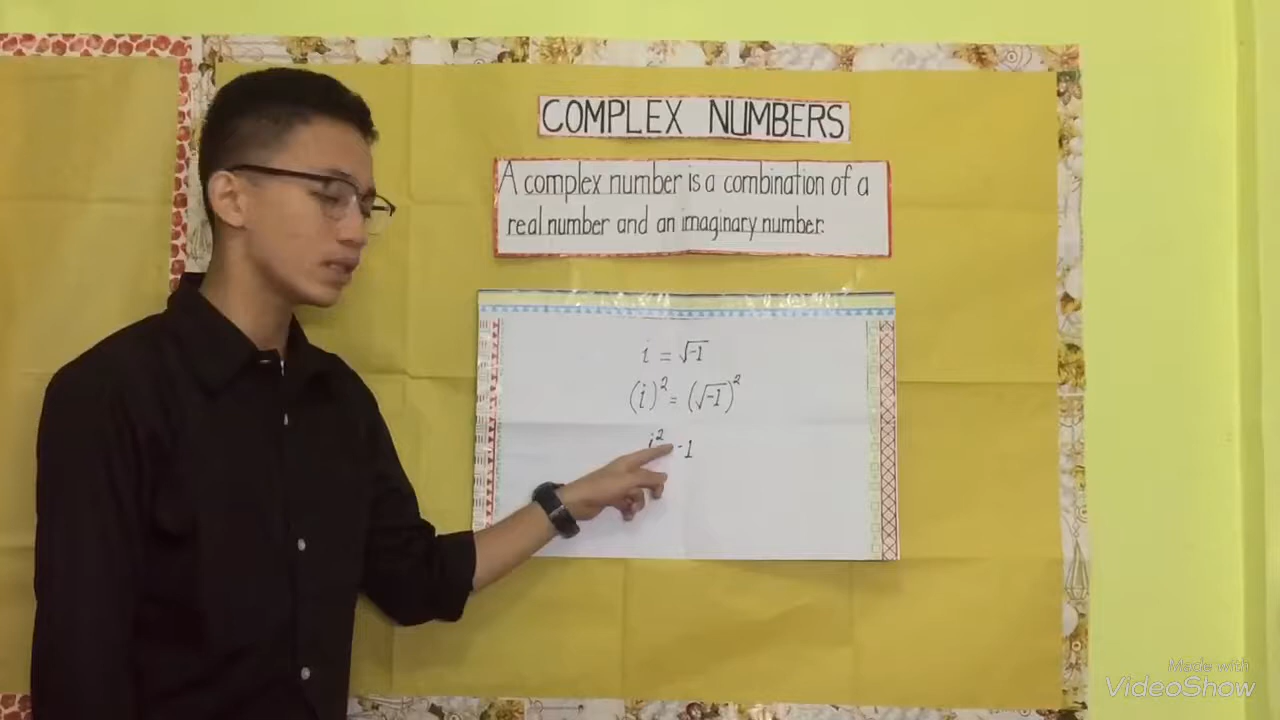 COMPLEX NUMBERS
A complex number is a combination of a
real number and an imaginary number.
i = √-1
(i)² = (√-1)²
i² -1
Made with
VideoShow